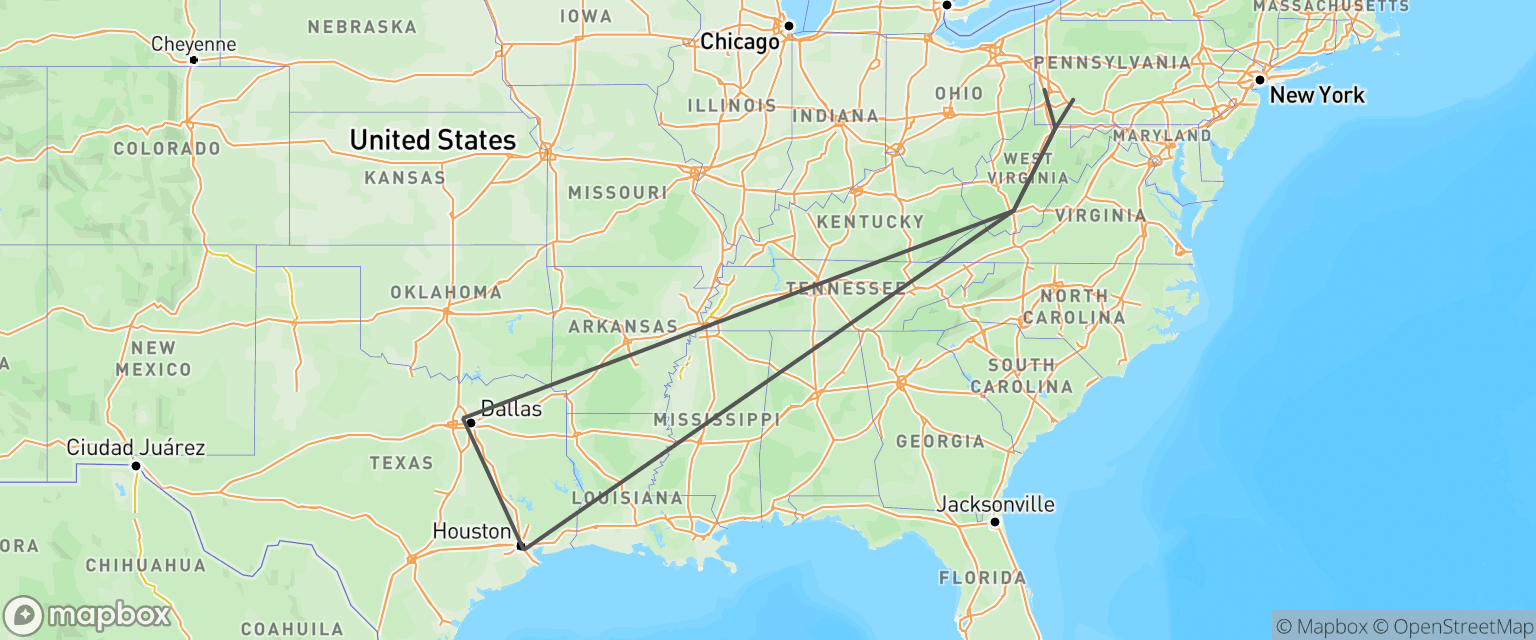 MASSACHUSETTS
IOWA
NEBRASKA
Chicago
Cheyenne
PENNSYLVANIA
OHIO
New York
ILLINOIS
INDIANA
United States
MARYLAND
COLORADO
WEST
VIRGINIA
KANSAS
MISSOURI
VIRGINIA
KENTUCKY
OKLAHOMA
TENNESSEE
NORTH
CAROLINA
ARKANSAS
NEW
MEXICO
A
SOUTH
CAROLINA
Dallas
MISSISSIPPI
GEORGIA
Ciudad Juárez
TEXAS
LOUISIANA
Jacksonville
Houston
ORA
CHIHUAHUA
FLORIDA
mapbox
COAHUILA
© Mapbox © OpenStreetMap